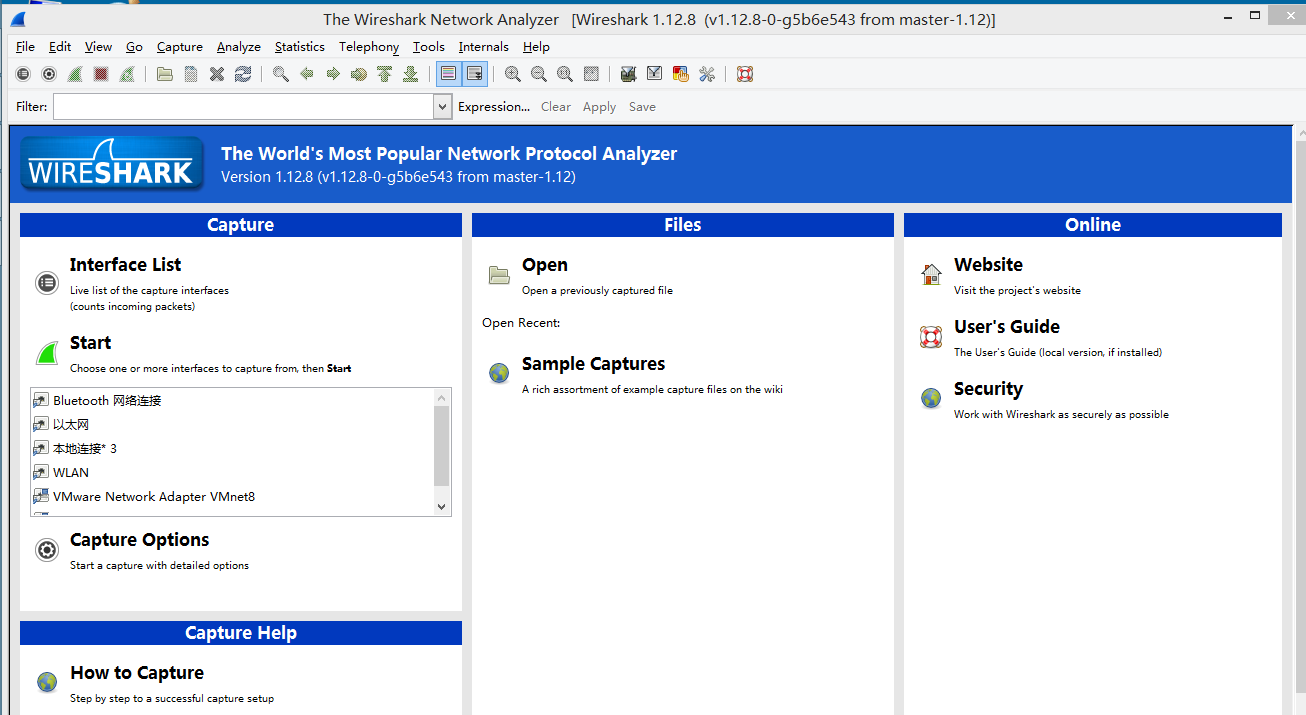 The Wireshark Network Analyzer [Wireshark 1.12.8 (v1.12.8-0-g5b6e543 from master-1.12)]
File Edit View Go Capture Analyze Statistics Telephony Tools Internals Help
Filter: Expression... Clear Apply Save
WIRESHARK
The World's Most Popular Network Protocol Analyzer
Version 1.12.8 (v1.12.8-0-g5b6e543 from master-1.12)
Capture
Interface List
Live list of the capture interfaces
(counts incoming packets)
Start
Choose one or more interfaces to capture from, then Start
Bluetooth 网络连接
以太网
本地连接* 3
WLAN
VMware Network Adapter VMnet8
Capture Options
Start a capture with detailed options
Capture Help
How to Capture
Step by step to a successful capture setup
Files
Open
Open a previously captured file
Open Recent:
Sample Captures
A rich assortment of example capture files on the wiki
Online
Website
Visit the project's website
User's Guide
The User's Guide (local version, if installed)
Security
Work with Wireshark as securely as possible